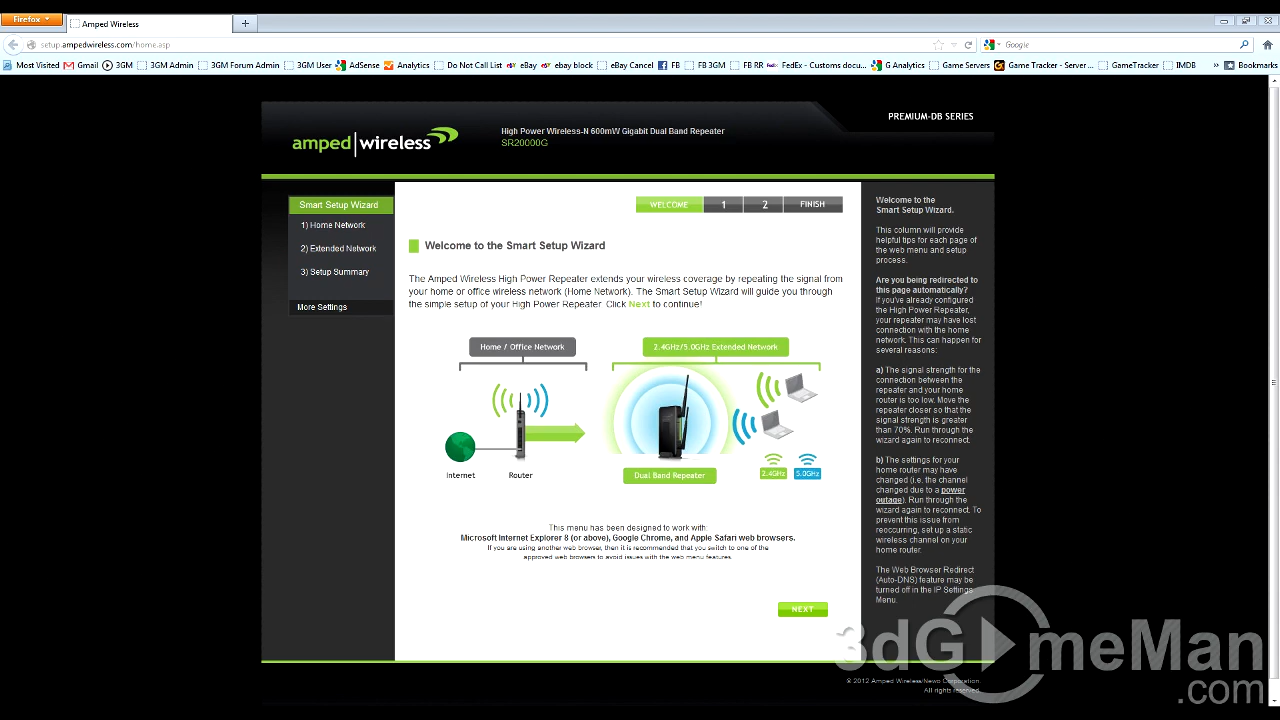 Firefox
Amped Wireless
setup.ampedwireless.com/home.asp
Google
Most Visited
Gmail
3GM
3GM Admin
3GM Forum Admin
3GM User
AdSense
Analytics
Do Not Call List
eBay
ebay block
eBay Cancel
FB
FB 3GM
FB RR
FedEx - Customs docu...
G Analytics
Game Servers
Game Tracker - Server ...
GameTracker
IMDB
»
Bookmarks
amped wireless
High Power Wireless-N 600mW Gigabit Dual Band Repeater
SR20000G
PREMIUM-DB SERIES
Smart Setup Wizard
1) Home Network
2) Extended Network
3) Setup Summary
More Settings
WELCOME 1 2 FINISH
Welcome to the Smart Setup Wizard
The Amped Wireless High Power Repeater extends your wireless coverage by repeating the signal from
your home or office wireless network (Home Network). The Smart Setup Wizard will guide you through
the simple setup of your High Power Repeater. Click Next to continue!
Home / Office Network
2.4GHz/5.0GHz Extended Network
Internet
Router
Dual Band Repeater
2.4GHz
5.0GHz
This menu has been designed to work with:
Microsoft Internet Explorer 8 (or above), Google Chrome, and Apple Safari web browsers.
If you are using another web browser, then it is recommended that you switch to one of the
approved web browsers to avoid issues with the web menu features.
NEXT
Welcome to the
Smart Setup Wizard.
This column will provide
helpful tips for each page of
the web menu and setup
process.
Are you being redirected to
this page automatically?
If you've already configured
the High Power Repeater,
your repeater may have lost
connection with the home
network. This can happen for
several reasons:
a) The signal strength for the
connection between the
repeater and your home
router is too low. Move the
repeater closer so that the
signal strength is greater
than 70%. Run through the
wizard again to reconnect.
b) The settings for your
home router may have
changed (i.e. the channel
changed due to a power
outage). Run through the
wizard again to reconnect. To
prevent this issue from
reoccurring, set up a static
wireless channel on your
home router.
The Web Browser Redirect
(Auto-DNS) feature may be
turned off in the IP Settings
Menu.
© 2012 Amped Wireless/Newo Corporation.
All rights reserved.
3dGameMan
.com